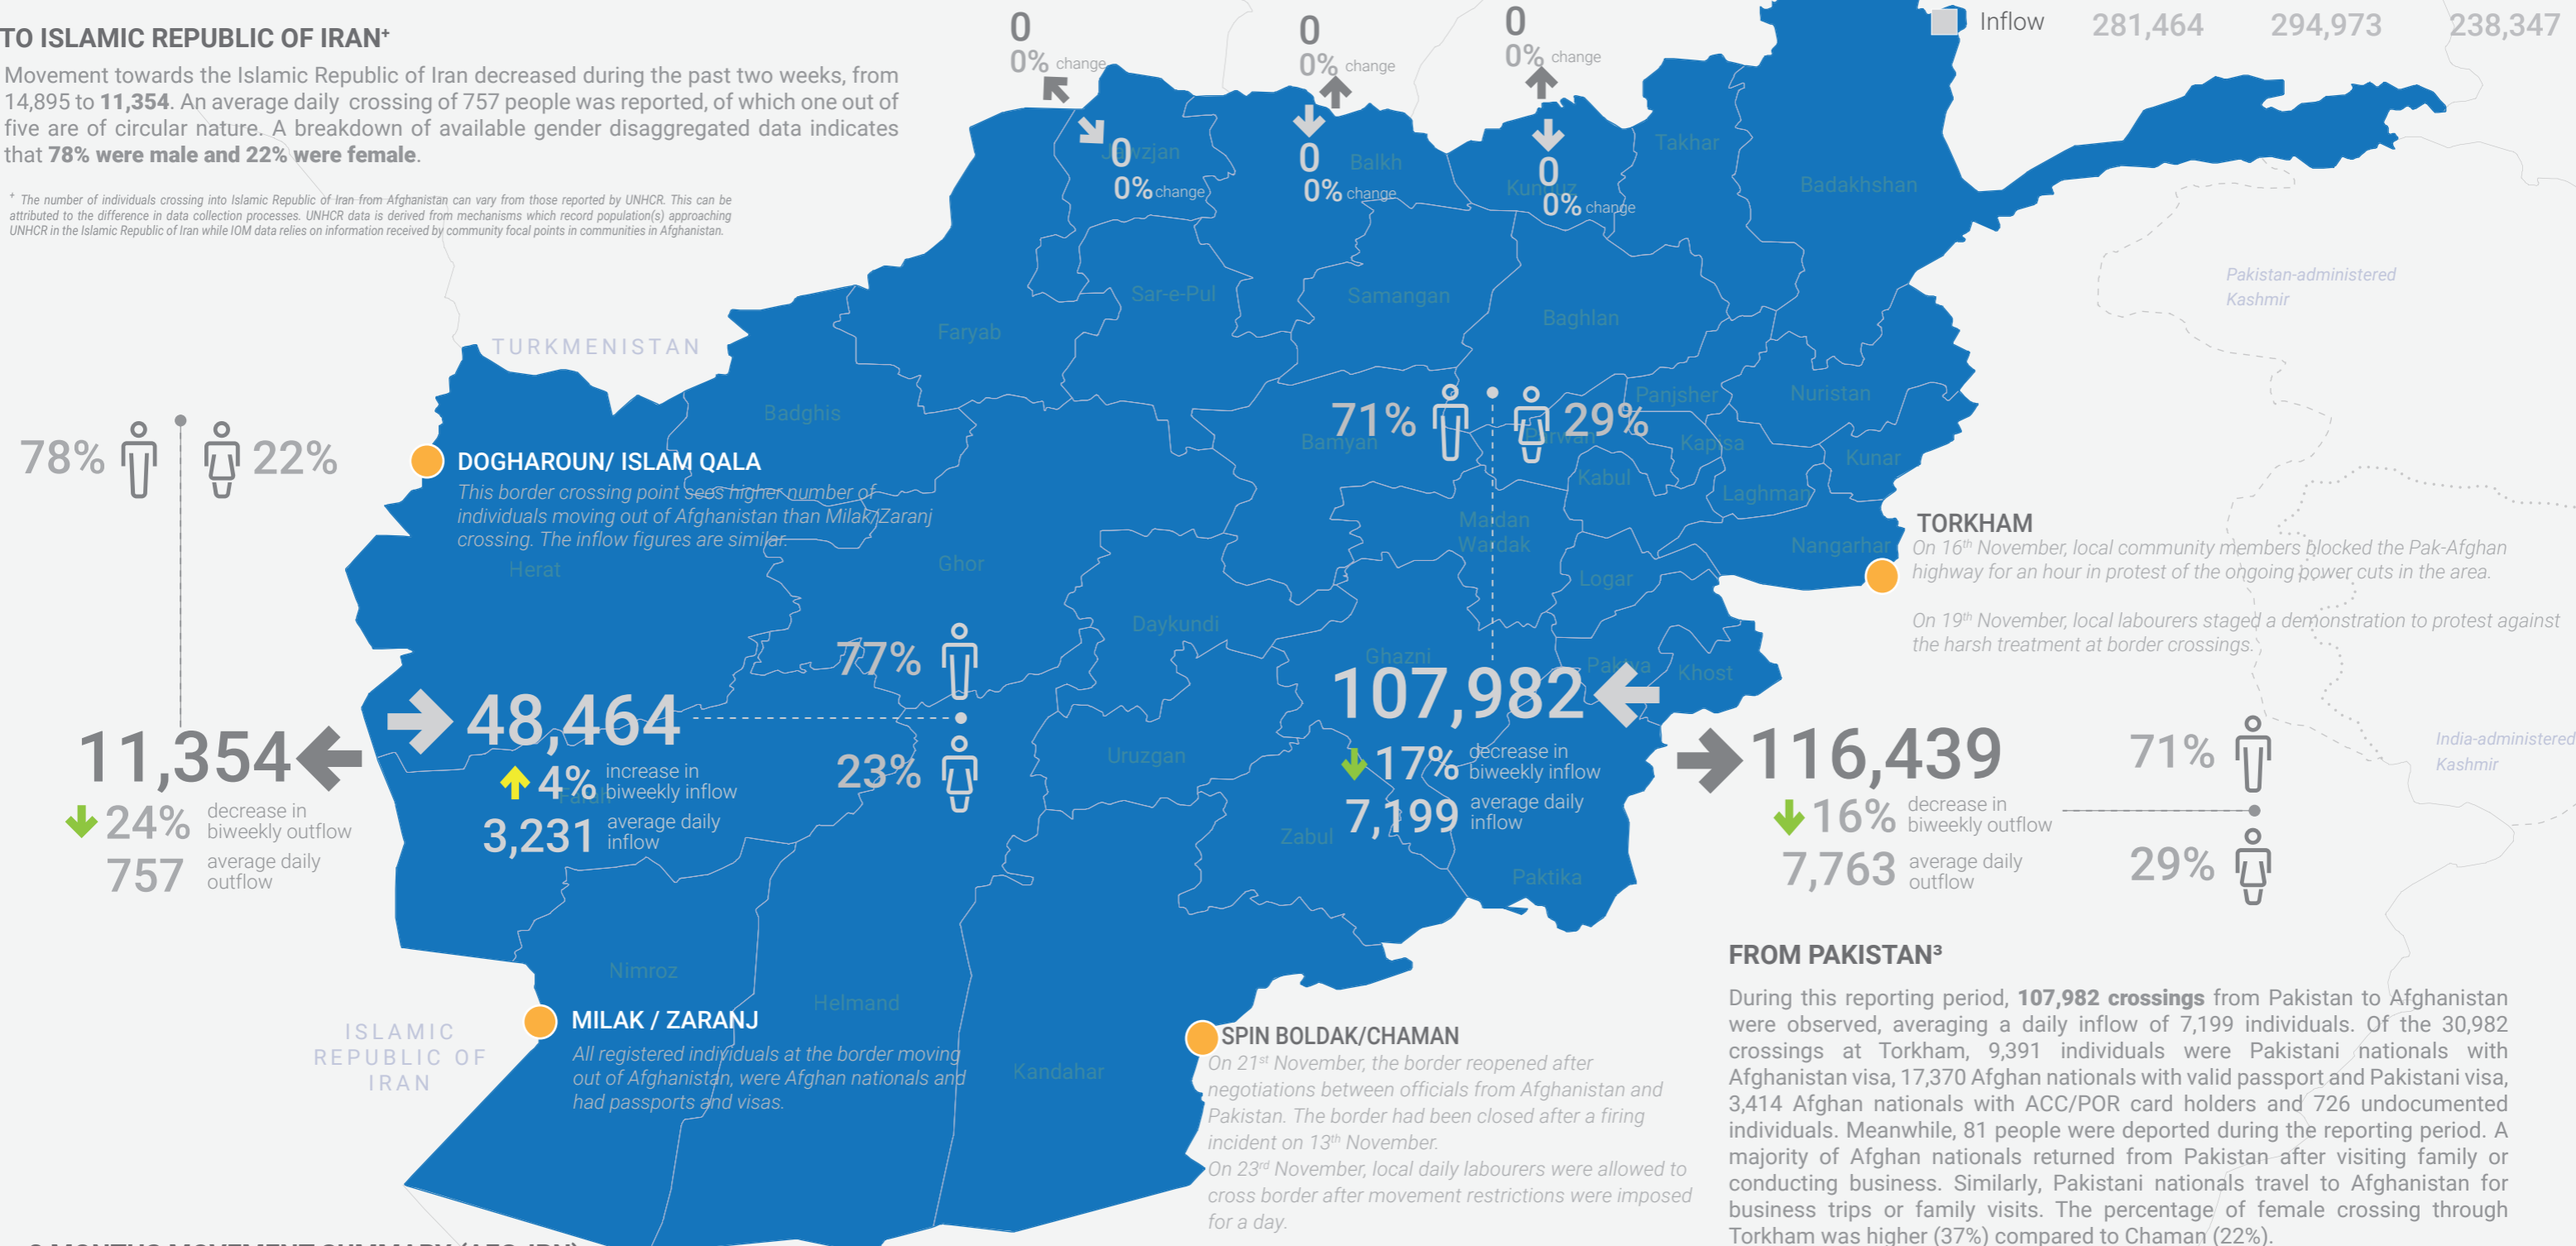 TO ISLAMIC REPUBLIC OF IRAN+
Movement towards the Islamic Republic of Iran decreased during the past two weeks, from
14,895 to 11,354. An average daily crossing of 757 people was reported, of which one out of
five are of circular nature. A breakdown of available gender disaggregated data indicates
that 78% were male and 22% were female.
+ The number of individuals crossing into Islamic Republic of Iran from Afghanistan can vary from those reported by UNHCR. This can be
attributed to the difference in data collection processes. UNHCR data is derived from mechanisms which record population(s) approaching
UNHCR in the Islamic Republic of Iran while IOM data relies on information received by community focal points in communities in Afghanistan.
0
0% change
0
0% change
0
0% change
0
0% change
0
0% change
0
0% change
Inflow 281,464 294,973 238,347
Jawzjan
Balkh
Kunduz
Takhar
Badakhshan
Pakistan-administered
Kashmir
TURKMENISTAN
Faryab
Sar-e-Pul
Samangan
Baghlan
Badghis
Panjsher
Nuristan
78% 22%
71% 29%
Bamyan
Parwan
Kapisa
Kunar
Kabul
Laghman
DOGHAROUN/ ISLAM QALA
This border crossing point sees higher number of
individuals moving out of Afghanistan than Milak/Zaranj
crossing. The inflow figures are similar.
Herat
Ghor
Maidan
Wardak
Nangarhar
Logar
TORKHAM
On 16th November, local community members blocked the Pak-Afghan
highway for an hour in protest of the ongoing power cuts in the area.
On 19th November, local labourers staged a demonstration to protest against
the harsh treatment at border crossings.
Daykundi
Ghazni
Paktya
Khost
77%
23%
11,354
24% decrease in
biweekly outflow
757 average daily
outflow
48,464
4% increase in
biweekly inflow
Farah
3,231 average daily
inflow
Uruzgan
Zabul
107,982
17% decrease in
biweekly inflow
7,199 average daily
inflow
Paktika
116,439
16% decrease in
biweekly outflow
7,763 average daily
outflow
71%
29%
India-administered
Kashmir
Nimroz
Helmand
Kandahar
ISLAMIC
REPUBLIC OF
IRAN
MILAK / ZARANJ
All registered individuals at the border moving
out of Afghanistan, were Afghan nationals and
had passports and visas.
SPIN BOLDAK/CHAMAN
On 21st November, the border reopened after
negotiations between officials from Afghanistan and
Pakistan. The border had been closed after a firing
incident on 13th November.
On 23rd November, local daily labourers were allowed to
cross border after movement restrictions were imposed
for a day.
FROM PAKISTAN³
During this reporting period, 107,982 crossings from Pakistan to Afghanistan
were observed, averaging a daily inflow of 7,199 individuals. Of the 30,982
crossings at Torkham, 9,391 individuals were Pakistani nationals with
Afghanistan visa, 17,370 Afghan nationals with valid passport and Pakistani visa,
3,414 Afghan nationals with ACC/POR card holders and 726 undocumented
individuals. Meanwhile, 81 people were deported during the reporting period. A
majority of Afghan nationals returned from Pakistan after visiting family or
conducting business. Similarly, Pakistani nationals travel to Afghanistan for
business trips or family visits. The percentage of female crossing through
Torkham was higher (37%) compared to Chaman (22%).